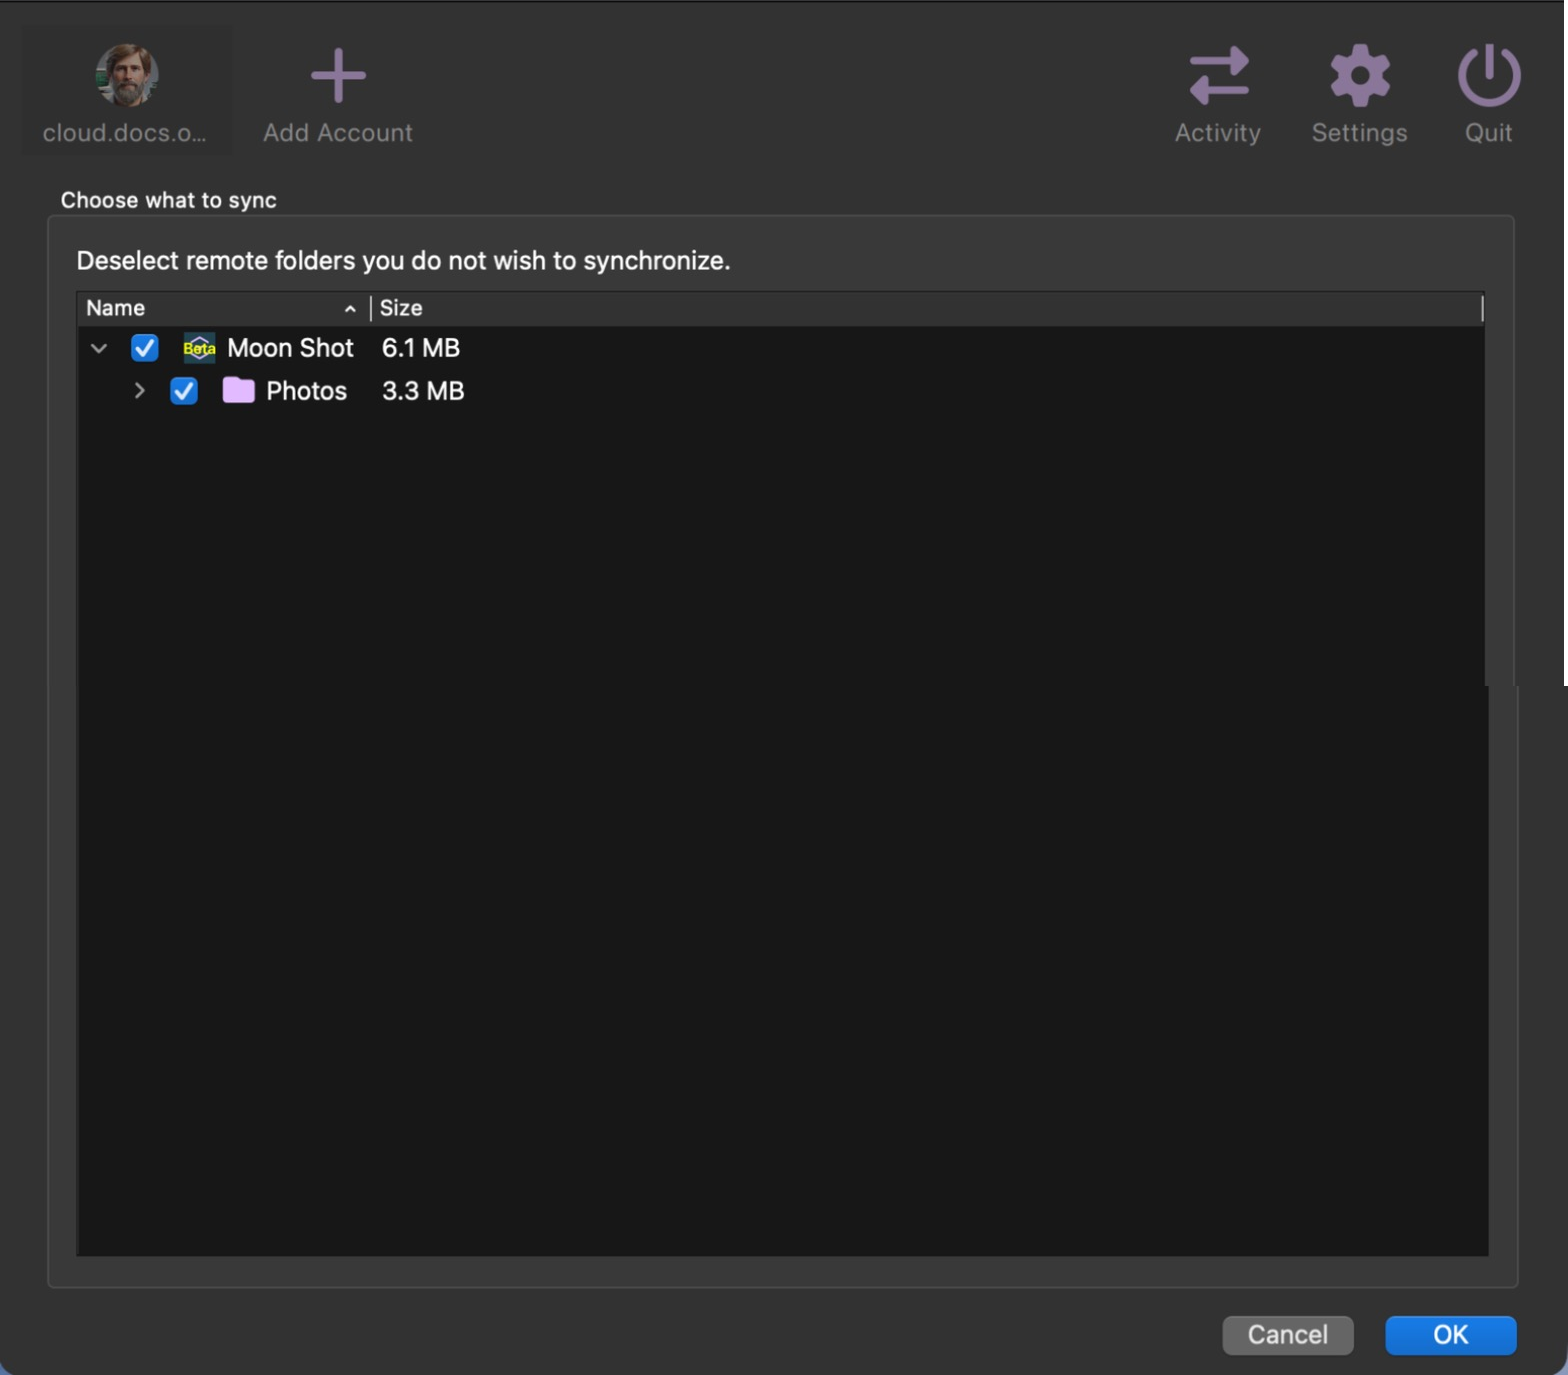 cloud.docs.o...
Add Account
Activity
Settings
Quit
Choose what to sync
Deselect remote folders you do not wish to synchronize.
Name Size
Beta Moon Shot 6.1 MB
Photos 3.3 MB
Cancel
OK